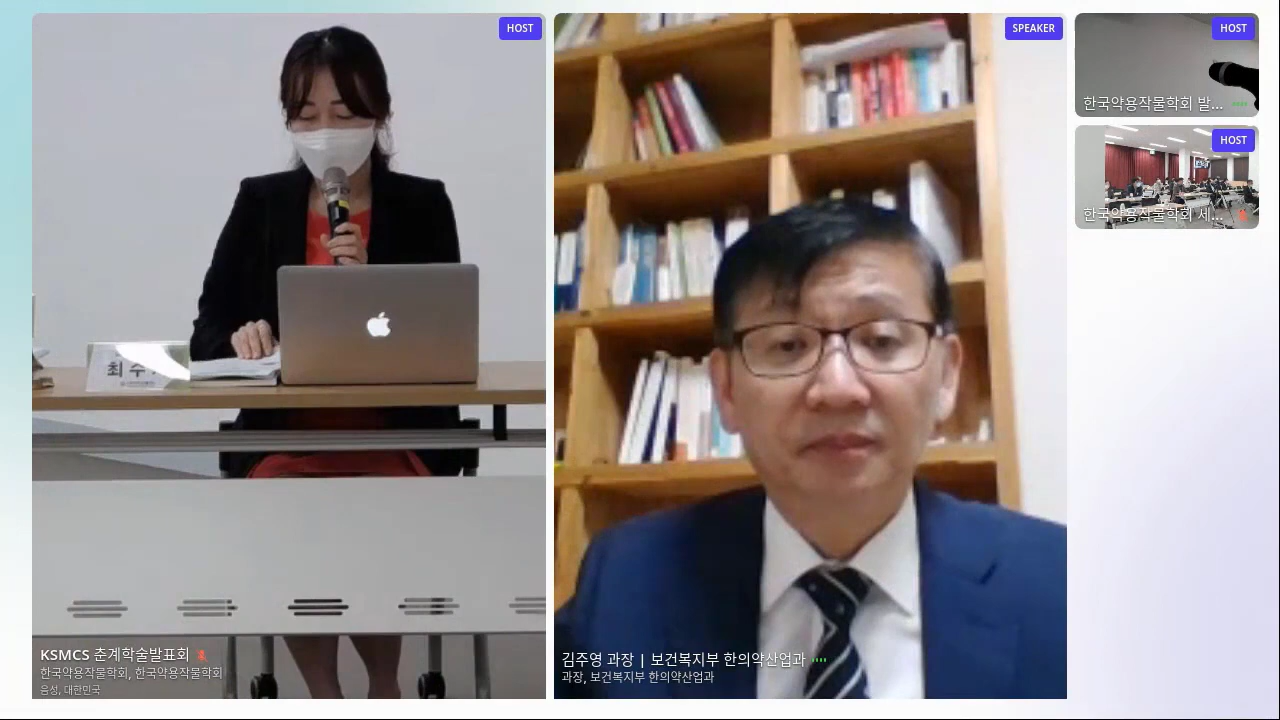 HOST
최 수
KSMCS 춘계학술발표회
한국약용작물학회, 한국약용작물학회
음성, 대한민국
SPEAKER
김주영 과장 | 보건복지부 한의약산업과
과장, 보건복지부 한의약산업과
HOST
한국약용작물학회 발...
HOST
한국약용작물학회 세...